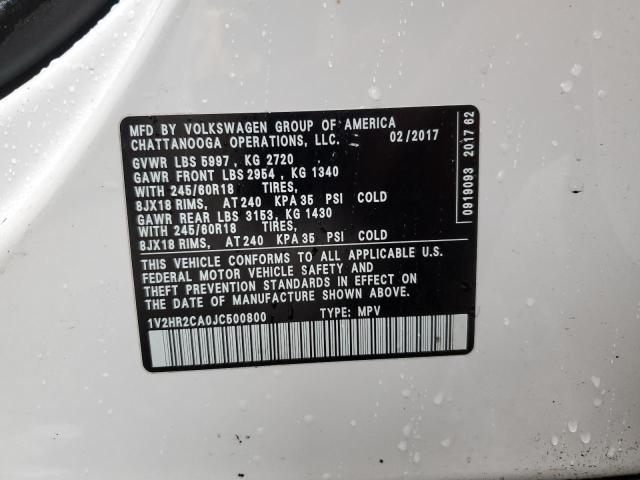 MFD BY VOLKSWAGEN GROUP OF AMERICA
CHATTANOOGA OPERATIONS, LLC. 02/2017
GVWR LBS 5997, KG 2720
GAWR FRONT LBS 2954, KG 1340
WITH 245/60R18 TIRES,
8JX18 RIMS, AT 240 KPA 35 PSI COLD
GAWR REAR LBS 3153, KG 1430
WITH 245/60R18 TIRES,
8JX18 RIMS, AT 240 KPA 35 PSI COLD
THIS VEHICLE CONFORMS TO ALL APPLICABLE U.S.
FEDERAL MOTOR VEHICLE SAFETY AND
THEFT PREVENTION STANDARDS IN EFFECT ON
THE DATE OF MANUFACTURE SHOWN ABOVE.
1V2HR2CA0JC500800 TYPE: MPV
0919093 2017 62